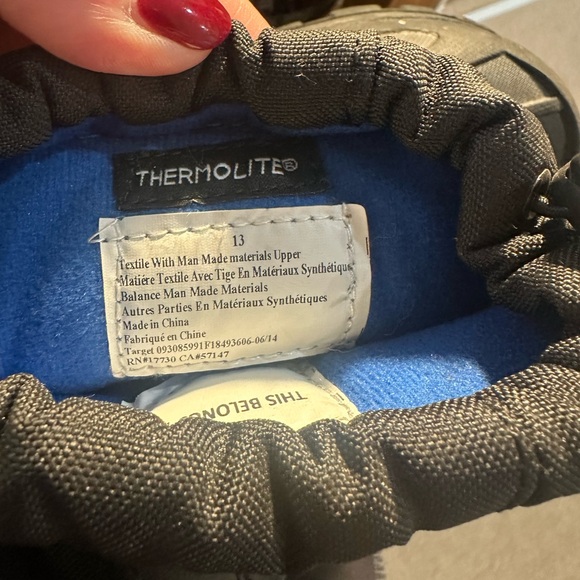 THERMOLITE®
13
Textile With Man Made materials Upper
Matière Textile Avec Tige En Matériaux Synthétique
Balance Man Made Materials
Autres Parties En Matériaux Synthétiques
Made in China
Fabriqué en Chine
Target 093085991F18493606-06/14
RN#17730 CA#57147
THIS BELONG